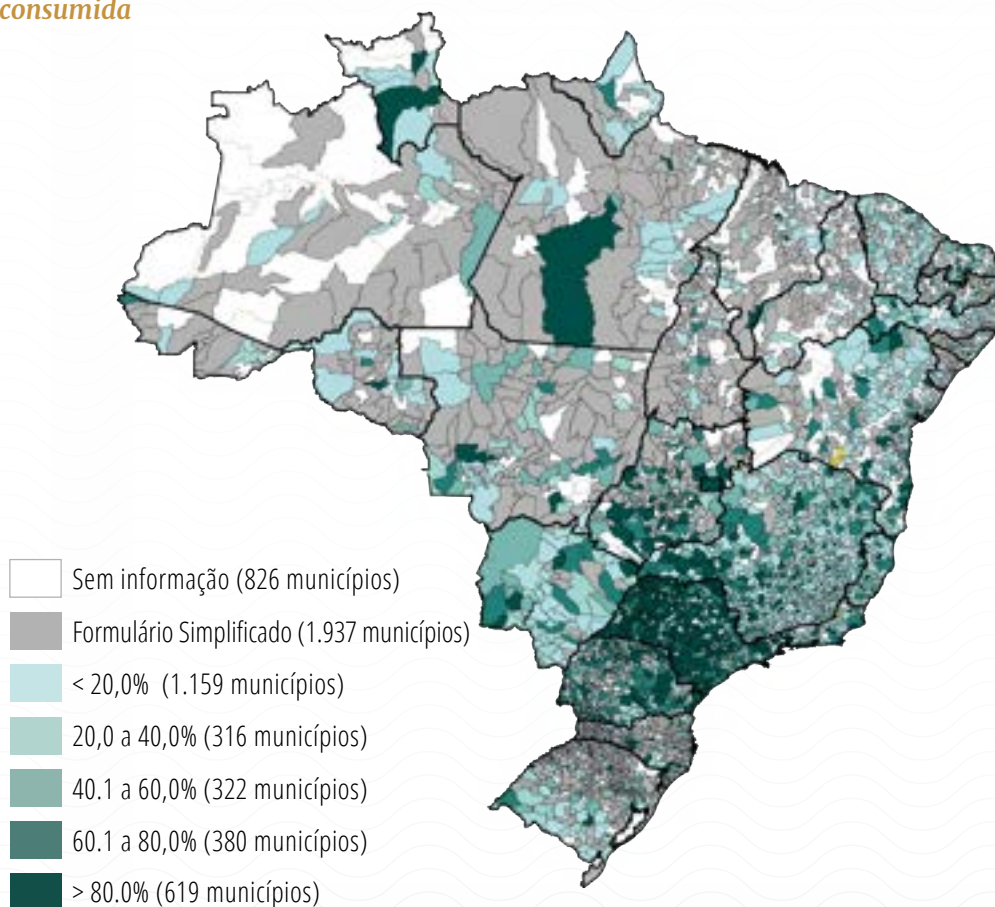 consumida
Sem informação (826 municípios)
Formulário Simplificado (1.937 municípios)
< 20,0% (1.159 municípios)
20,0 a 40,0% (316 municípios)
40.1 a 60,0% (322 municípios)
60.1 a 80,0% (380 municípios)
> 80.0% (619 municípios)